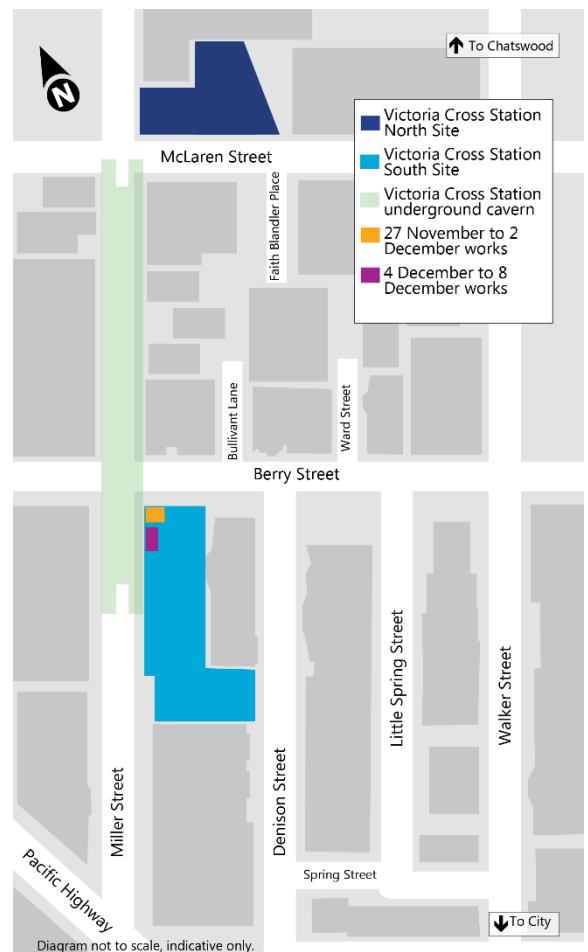 To Chatswood
N
Victoria Cross Station
North Site
Victoria Cross Station
South Site
Victoria Cross Station
underground cavern
27 November to 2
December works
4 December to 8
December works
McLaren Street
Faith Blandler Place
Bullivant Lane
Ward Street
Berry Street
Miller Street
Denison Street
Little Spring Street
Walker Street
Pacific Highway
Spring Street
To City
Diagram not to scale, indicative only.